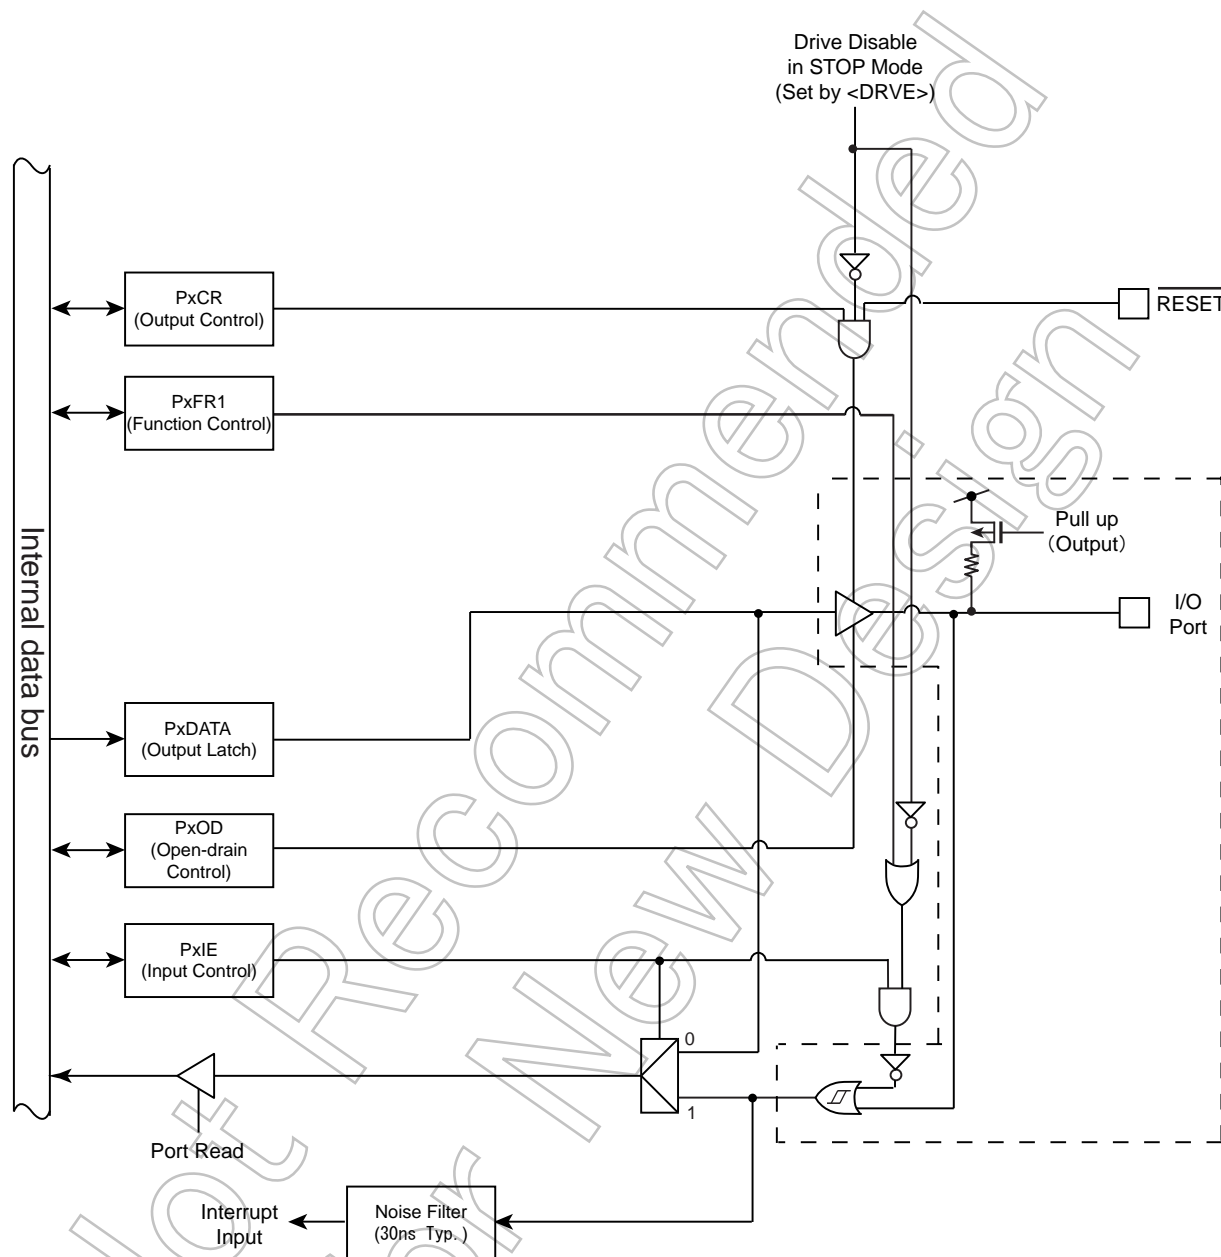 Drive Disable
in STOP Mode
(Set by <DRVE>)
PxCR
(Output Control)
RESET
PxFR1
(Function Control)
Pull up
(Output)
I/O
Port
Internal data bus
PxDATA
(Output Latch)
PxOD
(Open-drain
Control)
PxIE
(Input Control)
0
1
Port Read
Interrupt
Input
Noise Filter
(30ns Typ.)
Not Recommended
for New Design